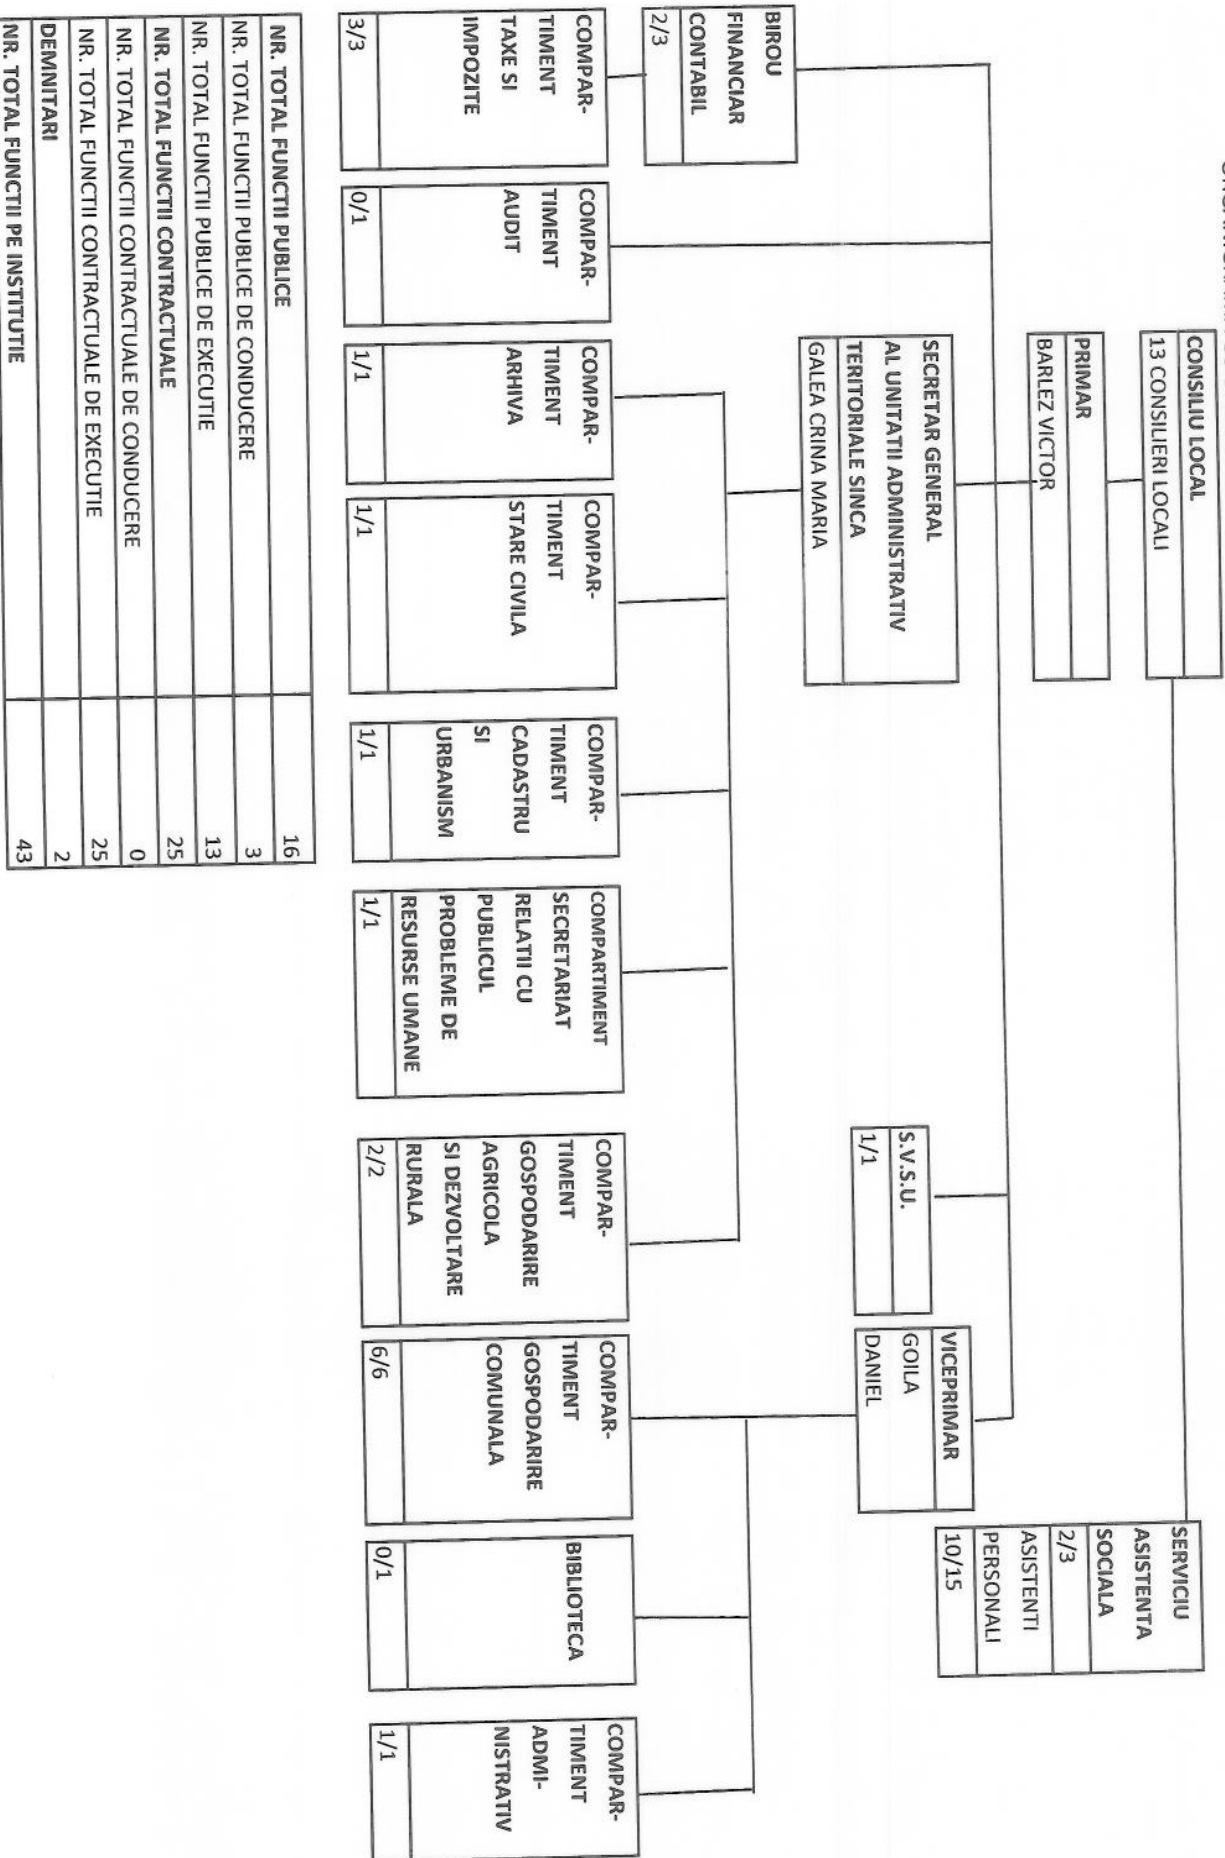 CONSILIU LOCAL
13 CONSILIERI LOCALI
PRIMAR
BARLEZ VICTOR
SERVICIU
ASISTENTA
SOCIALA
2/3
ASISTENTI
PERSONALI
10/15
SECRETAR GENERAL
AL UNITATII ADMINISTRATIV
TERITORIALE SINCA
GALEA CRINA MARIA
S.V.S.U.
1/1
VICEPRIMAR
GOILA
DANIEL
BIROU
FINANCIAR
CONTABIL
2/3
COMPAR-
TIMENT
TAXE SI
IMPOZITE
3/3
COMPAR-
TIMENT
AUDIT
0/1
COMPAR-
TIMENT
ARHIVA
1/1
COMPAR-
TIMENT
STARE CIVILA
1/1
COMPAR-
TIMENT
CADASTRU
SI
URBANISM
1/1
COMPARTIMENT
SECRETARIAT
RELATII CU
PUBLICUL
PROBLEME DE
RESURSE UMANE
1/1
COMPAR-
TIMENT
GOSPODARIRE
AGRICOLA
SI DEZVOLTARE
RURALA
2/2
COMPAR-
TIMENT
GOSPODARIRE
COMUNALA
6/6
BIBLIOTECA
0/1
COMPAR-
TIMENT
ADMI-
NISTRATIV
1/1
NR. TOTAL FUNCTII PUBLICE 16
NR. TOTAL FUNCTII PUBLICE DE CONDUCERE 3
NR. TOTAL FUNCTII PUBLICE DE EXECUTIE 13
NR. TOTAL FUNCTII CONTRACTUALE 25
NR. TOTAL FUNCTII CONTRACTUALE DE CONDUCERE 0
NR. TOTAL FUNCTII CONTRACTUALE DE EXECUTIE 25
DEMNITARI 2
NR. TOTAL FUNCTII PE INSTITUTIE 43